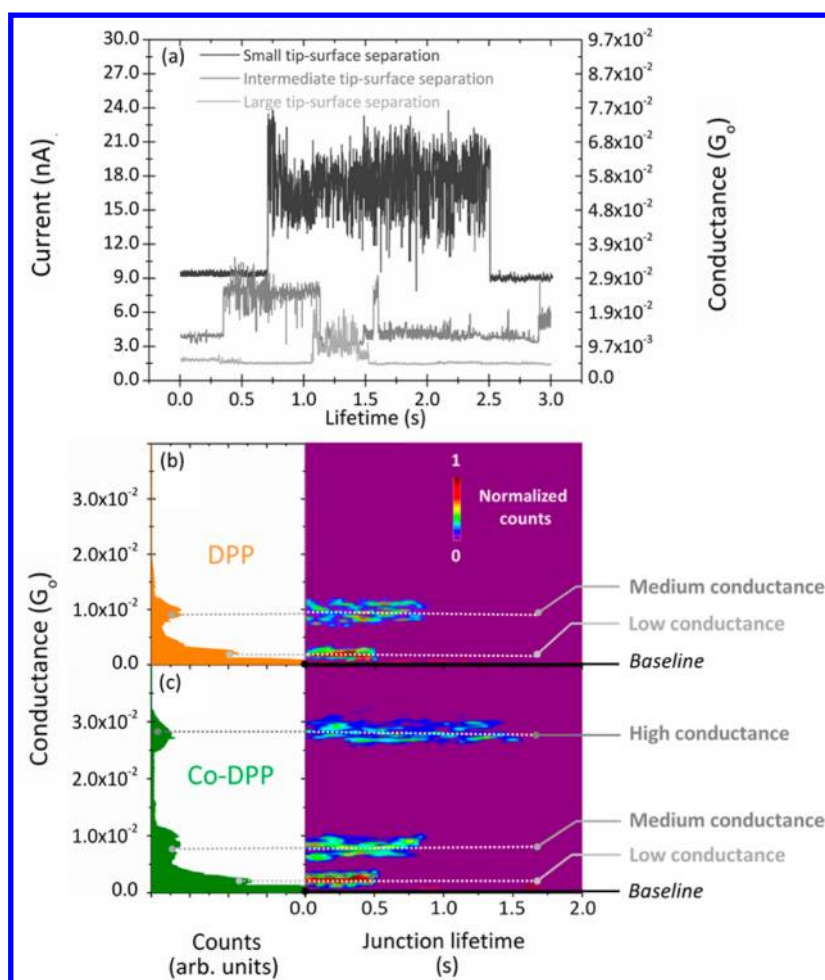 (a)
Small tip-surface separation
Intermediate tip-surface separation
Large tip-surface separation
30.0
27.0
24.0
21.0
18.0
15.0
12.0
9.0
6.0
3.0
0.0
Current (nA)
9.7x10⁻²
8.7x10⁻²
7.7x10⁻²
6.8x10⁻²
5.8x10⁻²
4.8x10⁻²
3.9x10⁻²
2.9x10⁻²
1.9x10⁻²
9.7x10⁻³
0.0
Conductance (Gₒ)
0.0 0.5 1.0 1.5 2.0 2.5 3.0
Lifetime (s)
(b)
DPP
3.0x10⁻²
2.0x10⁻²
1.0x10⁻²
0.0
1
0
Normalized
counts
Medium conductance
Low conductance
Baseline
Conductance (Gₒ)
(c)
Co-DPP
3.0x10⁻²
2.0x10⁻²
1.0x10⁻²
0.0
High conductance
Medium conductance
Low conductance
Baseline
0.0 0.5 1.0 1.5 2.0
Counts
(arb. units)
Junction lifetime
(s)